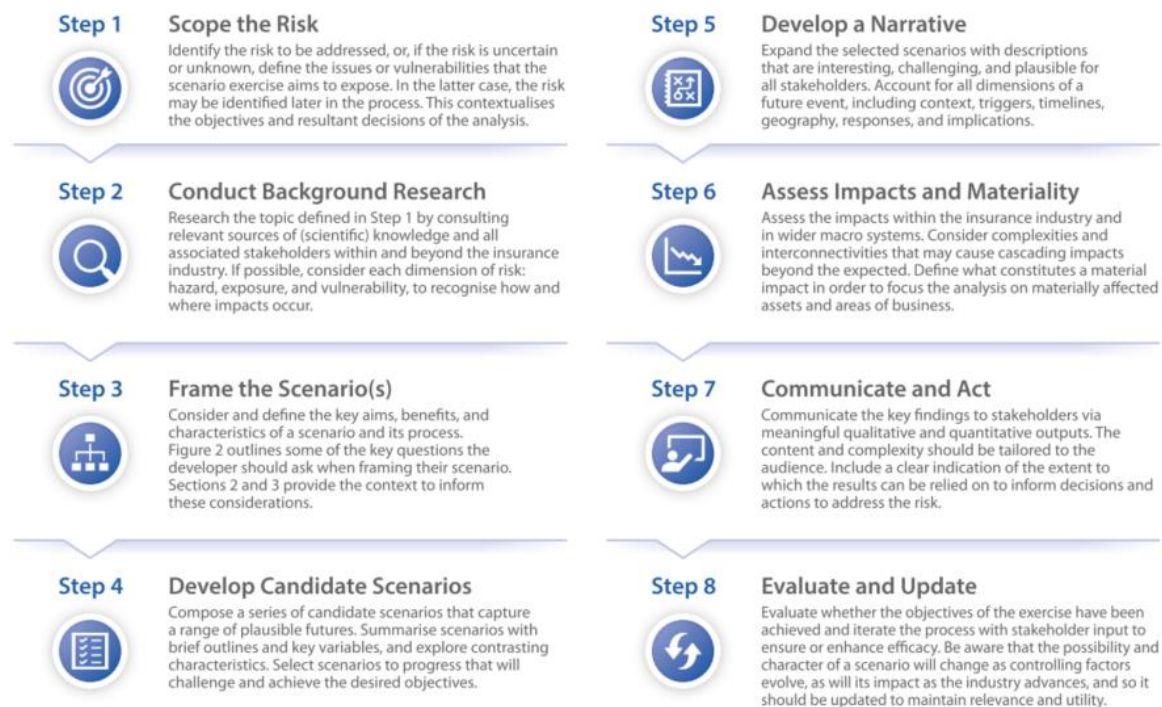 Step 1
Scope the Risk
Identify the risk to be addressed, or, if the risk is uncertain
or unknown, define the issues or vulnerabilities that the
scenario exercise aims to expose. In the latter case, the risk
may be identified later in the process. This contextualises
the objectives and resultant decisions of the analysis.
Step 2
Conduct Background Research
Research the topic defined in Step 1 by consulting
relevant sources of (scientific) knowledge and all
associated stakeholders within and beyond the insurance
industry. If possible, consider each dimension of risk:
hazard, exposure, and vulnerability, to recognise how and
where impacts occur.
Step 3
Frame the Scenario(s)
Consider and define the key aims, benefits, and
characteristics of a scenario and its process.
Figure 2 outlines some of the key questions the
developer should ask when framing their scenario.
Sections 2 and 3 provide the context to inform
these considerations.
Step 4
Develop Candidate Scenarios
Compose a series of candidate scenarios that capture
a range of plausible futures. Summarise scenarios with
brief outlines and key variables, and explore contrasting
characteristics. Select scenarios to progress that will
challenge and achieve the desired objectives.
Step 5
Develop a Narrative
Expand the selected scenarios with descriptions
that are interesting, challenging, and plausible for
all stakeholders. Account for all dimensions of a
future event, including context, triggers, timelines,
geography, responses, and implications.
Step 6
Assess Impacts and Materiality
Assess the impacts within the insurance industry and
in wider macro systems. Consider complexities and
interconnectivities that may cause cascading impacts
beyond the expected. Define what constitutes a material
impact in order to focus the analysis on materially affected
assets and areas of business.
Step 7
Communicate and Act
Communicate the key findings to stakeholders via
meaningful qualitative and quantitative outputs. The
content and complexity should be tailored to the
audience. Include a clear indication of the extent to
which the results can be relied on to inform decisions and
actions to address the risk.
Step 8
Evaluate and Update
Evaluate whether the objectives of the exercise have been
achieved and iterate the process with stakeholder input to
ensure or enhance efficacy. Be aware that the possibility and
character of a scenario will change as controlling factors
evolve, as will its impact as the industry advances, and so it
should be updated to maintain relevance and utility.